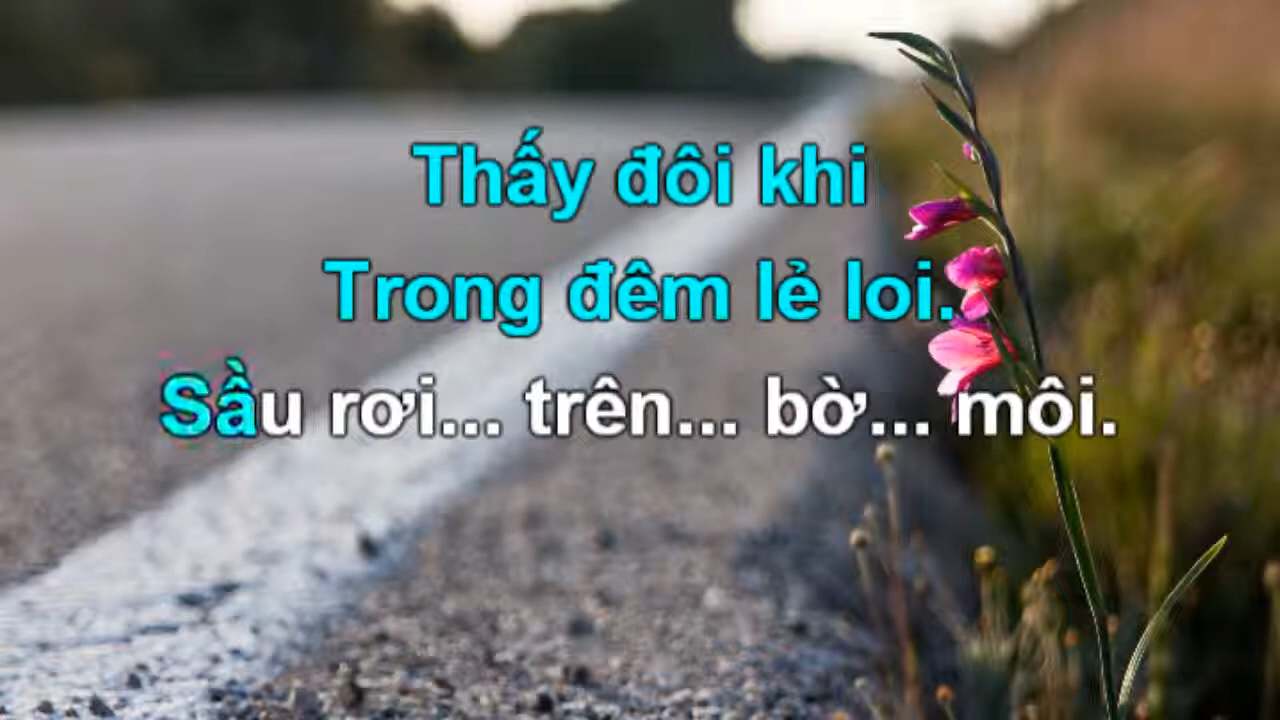 Thấy đôi khi
Trong đêm lẻ loi.
Sầu rơi... trên... bờ... môi.